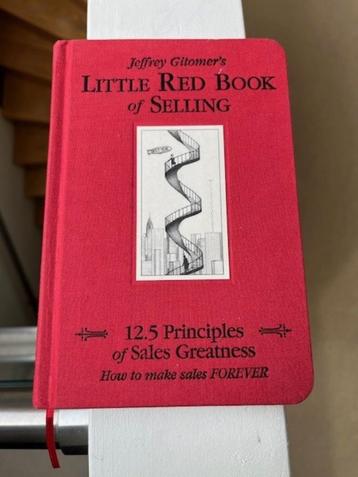 Jeffrey Gitomer's
LITTLE RED BOOK
of SELLING
12.5 Principles
of Sales Greatness
How to make sales FOREVER